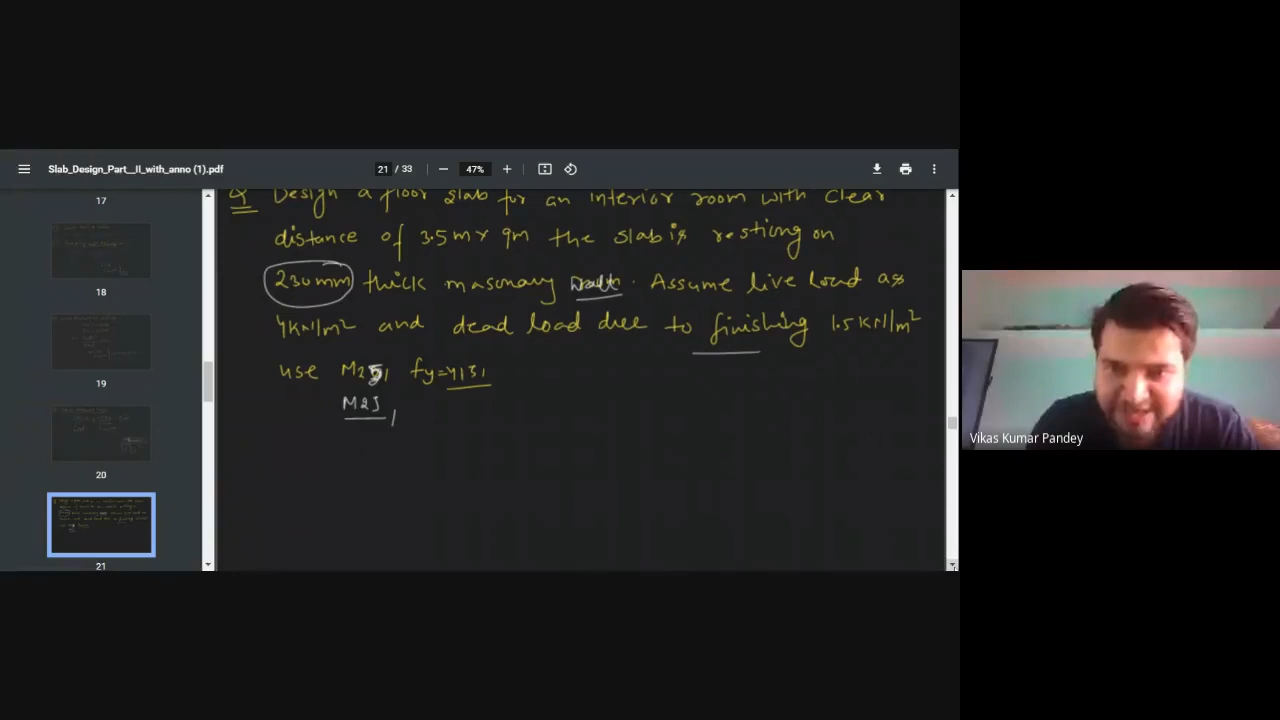 Slab_Design_Part__II_with_anno (1).pdf
21 / 33
47%
17
18
19
20
21
Q Design a floor slab for an interior room with clear
distance of 3.5m x 9m the slab is resting on
230mm thick masonary . Assume live load as
4KN/m² and dead load due to finishing 1.5KN/m²
use M25, fy=415,
M25,
Vikas Kumar Pandey